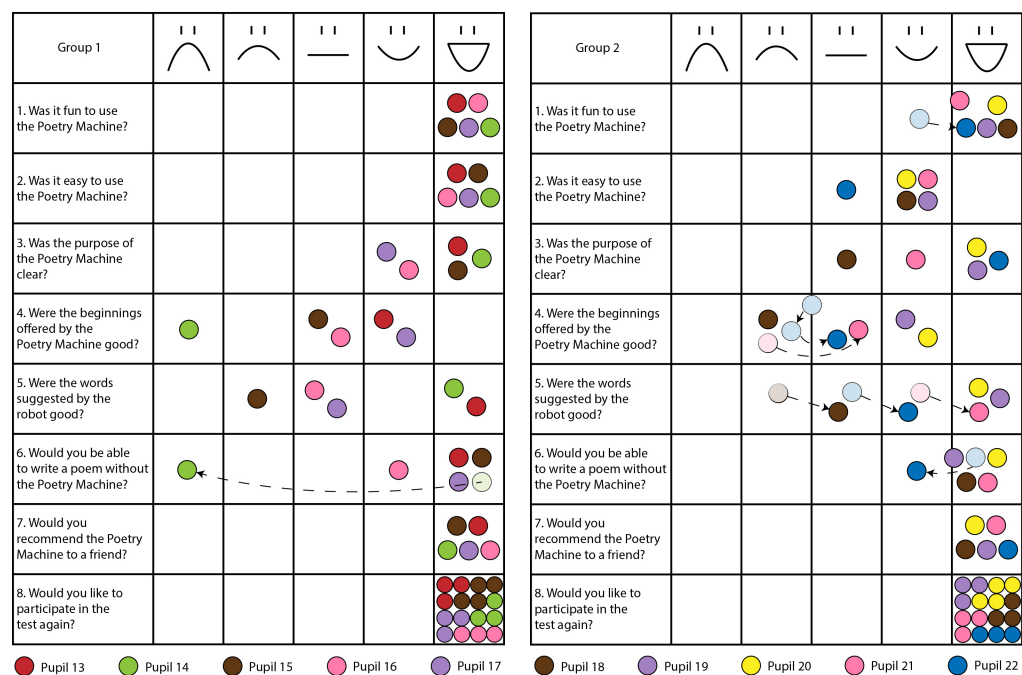 Group 1
1. Was it fun to use
the Poetry Machine?
2. Was it easy to use
the Poetry Machine?
3. Was the purpose of
the Poetry Machine
clear?
4. Were the beginnings
offered by the
Poetry Machine good?
5. Were the words
suggested by the
robot good?
6. Would you be able
to write a poem without
the Poetry Machine?
7. Would you
recommend the Poetry
Machine to a friend?
8. Would you like to
participate in the
test again?
Pupil 13 Pupil 14 Pupil 15 Pupil 16 Pupil 17
Group 2
1. Was it fun to use
the Poetry Machine?
2. Was it easy to use
the Poetry Machine?
3. Was the purpose of
the Poetry Machine
clear?
4. Were the beginnings
offered by the
Poetry Machine good?
5. Were the words
suggested by the
robot good?
6. Would you be able
to write a poem without
the Poetry Machine?
7. Would you
recommend the Poetry
Machine to a friend?
8. Would you like to
participate in the
test again?
Pupil 18 Pupil 19 Pupil 20 Pupil 21 Pupil 22